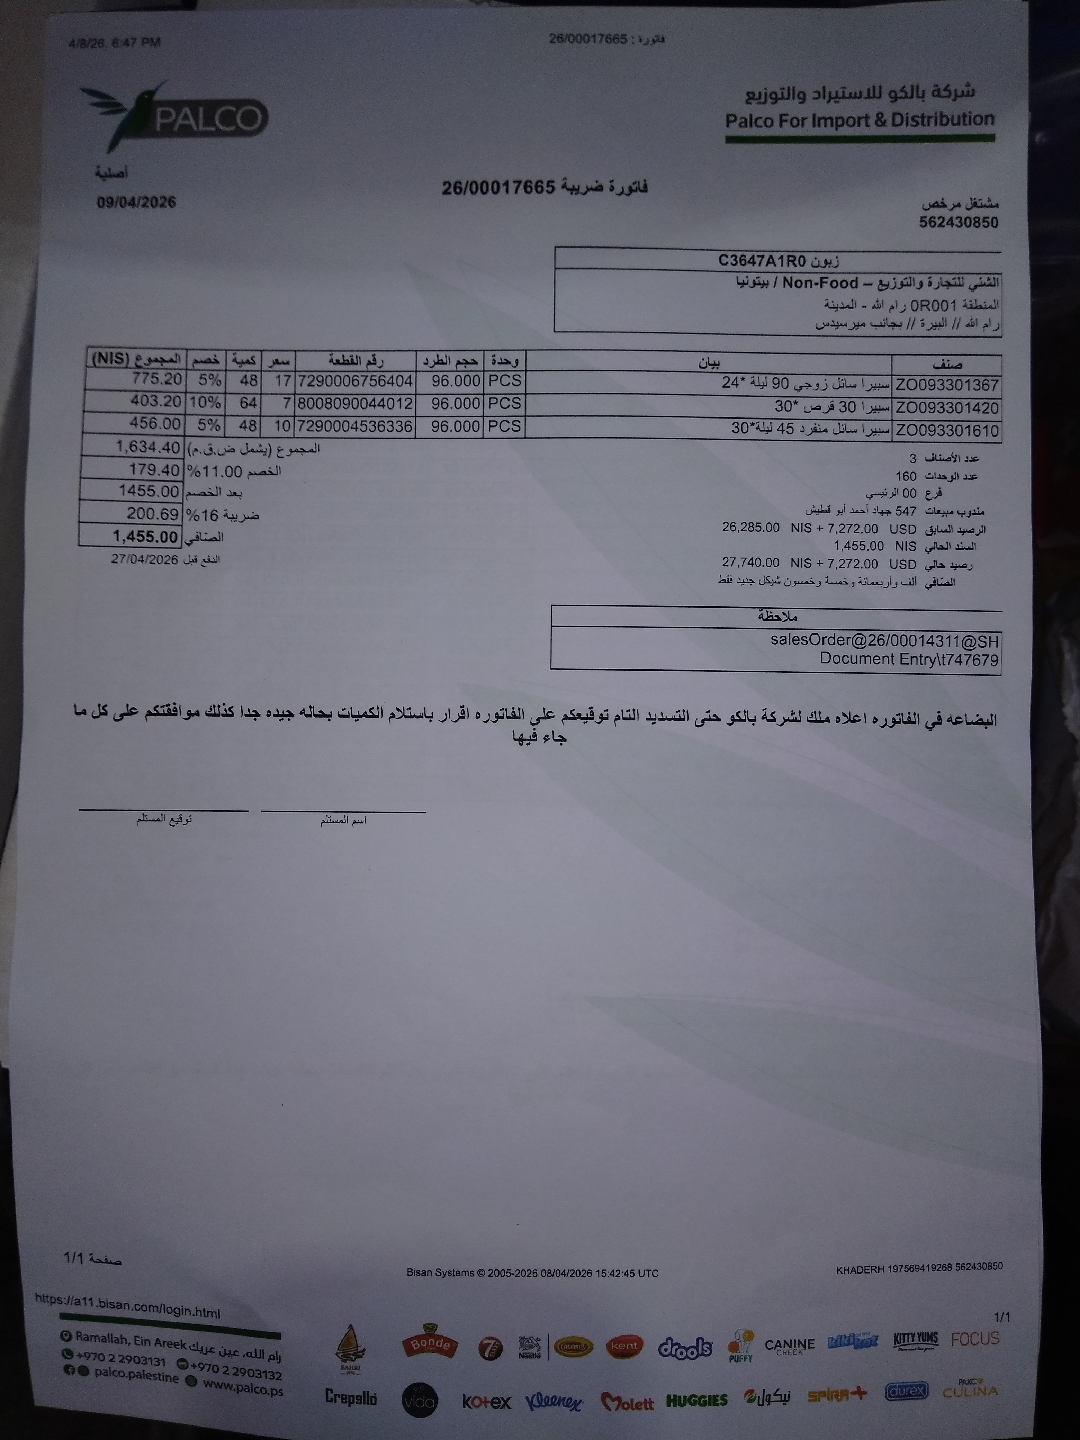 4/8/26, 6:47 PM
فاتورة : 26/00017665
PALCO
شركة بالكو للاستيراد والتوزيع
Palco For Import & Distribution
أصلية
09/04/2026
فاتورة ضريبة 26/00017665
مشتغل مرخص
562430850
زبون C3647A1R0
الشني للتجارة والتوزيع – Non-Food / بيتونيا
المنطقة 0R001 رام الله - المدينة
رام الله // البيرة // بجانب ميرسيدس
صنف بيان وحدة حجم الطرد رقم القطعة سعر كمية خصم المجموع (NIS)
ZO093301367 سبيرا سائل زوجي 90 ليلة *24 PCS 96.000 7290006756404 17 48 5% 775.20
ZO093301420 سبيرا 30 قرص *30 PCS 96.000 8008090044012 7 64 10% 403.20
ZO093301610 سبيرا سائل منفرد 45 ليلة*30 PCS 96.000 7290004536336 10 48 5% 456.00
المجموع (يشمل ض.ق.م) 1,634.40
الخصم 11.00% 179.40
بعد الخصم 1455.00
ضريبة 16% 200.69
الصافي 1,455.00
الدفع قبل 27/04/2026
عدد الأصناف 3
عدد الوحدات 160
فرع 00 الرئيسي
مندوب مبيعات 547 جهاد أحمد أبو قطيش
الرصيد السابق 26,285.00 NIS + 7,272.00 USD
السند الحالي 1,455.00 NIS
رصيد حالي 27,740.00 NIS + 7,272.00 USD
الصافي ألف وأربعمائة وخمسة وخمسون شيكل جديد فقط
ملاحظة
salesOrder@26/00014311@SH
Document Entry\t747679
البضاعه في الفاتوره اعلاه ملك لشركة بالكو حتى التسديد التام توقيعكم على الفاتوره اقرار باستلام الكميات بحاله جيده جدا كذلك موافقتكم على كل ما
جاء فيها
اسم المستلم
توقيع المستلم
صفحة 1/1
Bisan Systems © 2005-2026 08/04/2026 15:42:45 UTC
KHADERH 197569419268 562430850
https://a11.bisan.com/login.html
1/1
Ramallah, Ein Areek رام الله، عين عريك
+970 2 2903131 +970 2 2903132
palco.palestine www.palco.ps
Bonde 7 Nestlé kent drools PUFFY CANINE CREEK kikikat KITTY YUMS FOCUS
Crepalló vida kotex Kleenex Molett HUGGIES نيكول SPIRA+ durex CULINA